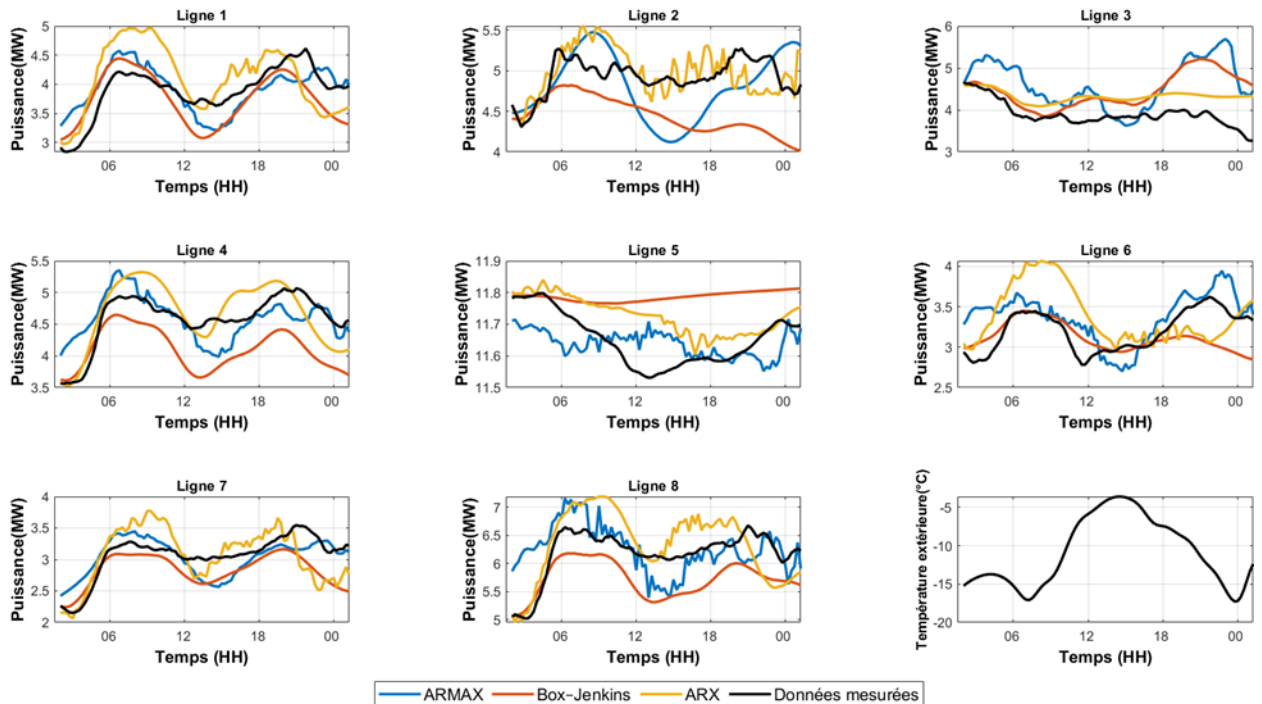 Ligne 1
Puissance(MW)
5
4.5
4
3.5
3
06 12 18 00
Temps (HH)
Ligne 2
Puissance(MW)
5.5
5
4.5
4
06 12 18 00
Temps (HH)
Ligne 3
Puissance(MW)
6
5
4
3
06 12 18 00
Temps (HH)
Ligne 4
Puissance(MW)
5.5
5
4.5
4
3.5
06 12 18 00
Temps (HH)
Ligne 5
Puissance(MW)
11.9
11.8
11.7
11.6
11.5
06 12 18 00
Temps (HH)
Ligne 6
Puissance(MW)
4
3.5
3
2.5
06 12 18 00
Temps (HH)
Ligne 7
Puissance(MW)
4
3.5
3
2.5
2
06 12 18 00
Temps (HH)
Ligne 8
Puissance(MW)
7
6.5
6
5.5
5
06 12 18 00
Temps (HH)
Température extérieure(°C)
-5
-10
-15
-20
06 12 18 00
Temps (HH)
ARMAX Box-Jenkins ARX Données mesurées